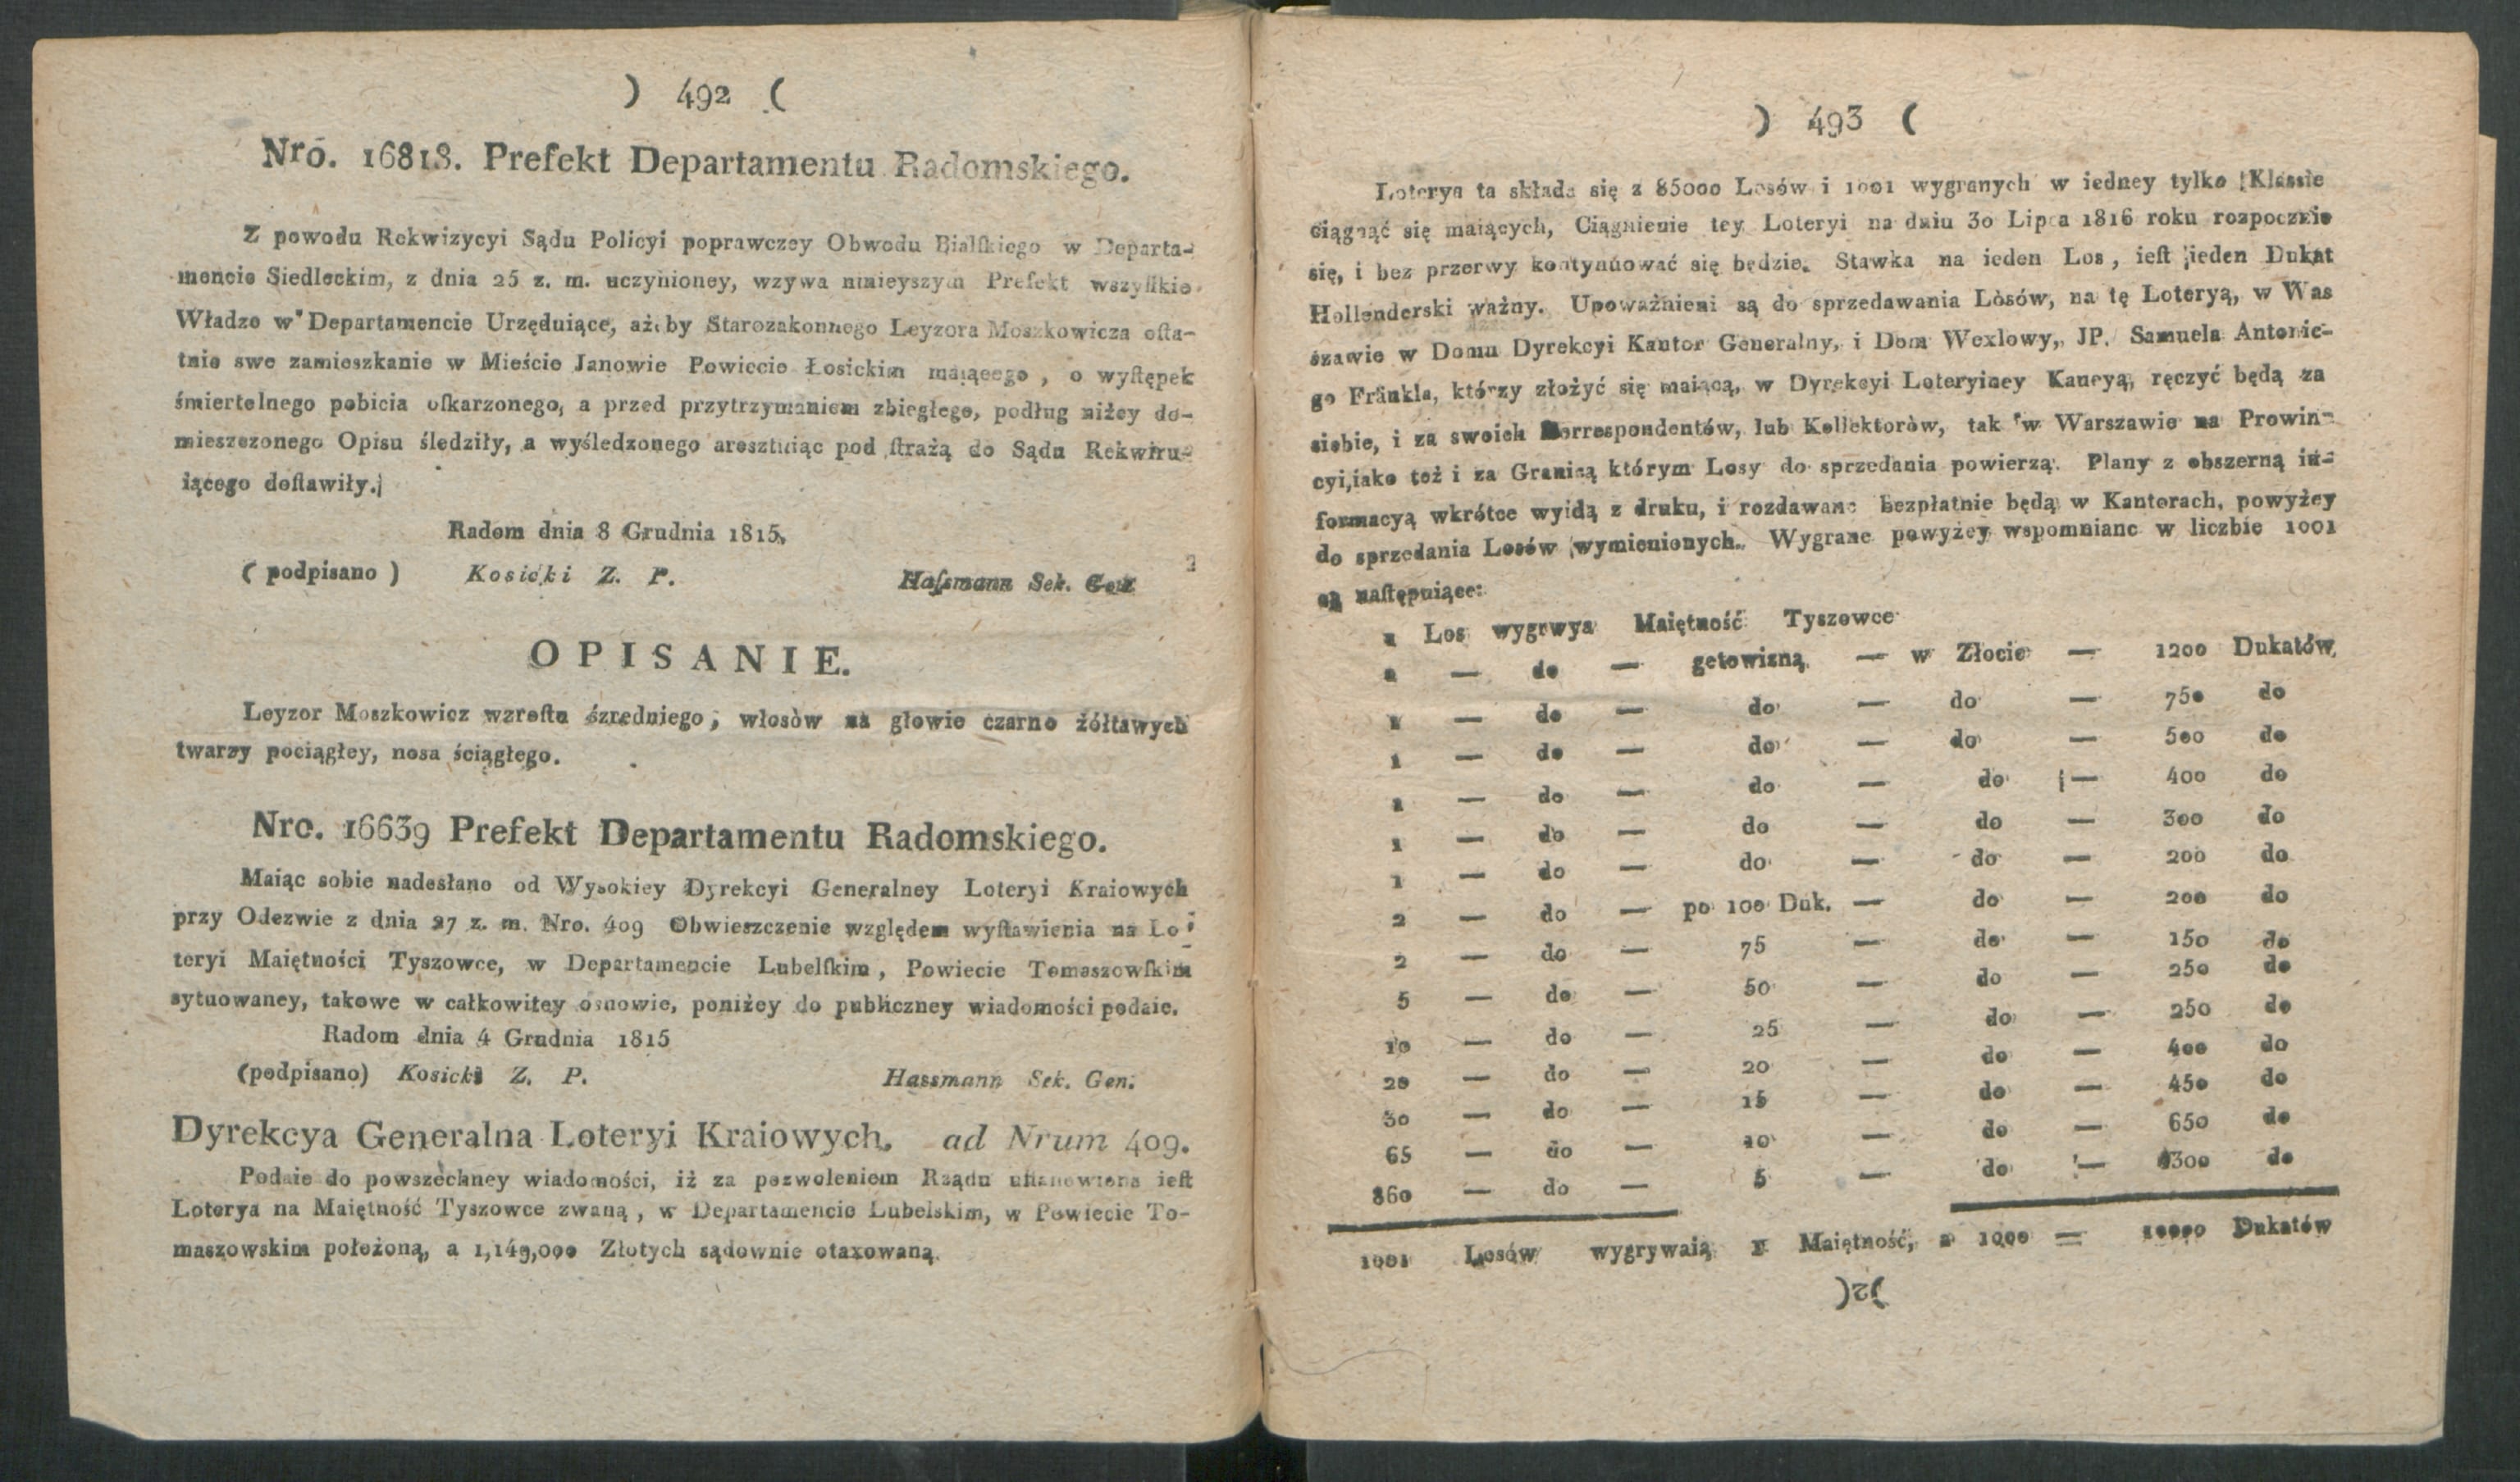 ) 492 (
Nró. 16818. Prefekt Departamentu Radomskiego.
Z powodu Rekwizycyi Sądu Policyi poprawczey Obwodu Bialſkiego w Departa-
mencie Siedleckim, z dnia 25 z. m. uczynioney, wzywa ninieyszym Prefekt wszyſtkie
Władze w Departamencie Urzęduiące, ażeby Starozakonnego Leyzora Moszkowicza oſta-
tnie swe zamieszkanie w Mieście Janowie Powiecie Łosickim maiącego, o wyſtępek
śmiertelnego pobicia oſkarzonego, a przed przytrzymaniem zbiegłego, podług niżey do-
mieszczonego Opisu śledziły, a wyśledzonego aresztuiąc pod ſtrażą do Sądu Rekwiru-
iącego doſtawiły.
Radom dnia 8 Grudnia 1815.
( podpisano ) Kosicki Z. P. Haſsmann Sek. Gen
OPISANIE.
Leyzor Moszkowicz wzroſtu śzredniego, włosòw na głowie czarno żółtawych
twarzy pociągłey, nosa ściągłego.
Nro. 16639 Prefekt Departamentu Radomskiego.
Maiąc sobie nadesłane od Wysokiey Dyrekcyi Generalney Loteryi Kraiowych
przy Odezwie z dnia 27 z. m. Nro. 409 Obwieszczenie względem wyſtawienia na Lo-
teryi Maiętności Tyszowce, w Departamencie Lubelſkim, Powiecie Tomaszowſkim
sytuowaney, takowe w całkowitey osnowie, poniżey do publiczney wiadomości podaie.
Radom dnia 4 Grudnia 1815
(podpisano) Kosicki Z. P. Hassmann Sek. Gen.
Dyrekcya Generalna Loteryi Kraiowych. ad Nrum 409.
Podaie do powszechney wiadomości, iż za pozwoleniem Rządu uſtanowiona ieſt
Loterya na Maiętność Tyszowce zwaną, w Departamencie Lubelskim, w Powiecie To-
maszowskim położoną, a 1,149,000 Złotych sądownie otaxowaną.
) 493 (
Loterya ta składa się z 85000 Losów i 1001 wygranych w iedney tylko Klassie
ciągnąć się maiących, Ciągnienie tey Loteryi na dniu 30 Lipca 1816 roku rozpocznie
się, i bez przerwy kontynuować się będzie. Stawka na ieden Los, ieſt ieden Dukat
Hollenderski ważny. Upoważnieni są do sprzedawania Lòsów, na tę Loteryą, w War
szawie w Domu Dyrekcyi Kantor Generalny, i Dom Wexlowy, JP. Samuela Antonie-
go Fränkla, którzy złożyć się maiącą, w Dyrekcyi Loteryiney Kaucyą, ręczyć będą za
siebie, i za swoich Korrespondentów, lub Kollektoròw, tak w Warszawie na Prowin-
cyi, iako też i za Granicą którym Losy do sprzedania powierzą. Plany z obszerną in-
formacyą wkrótce wyidą z druku, i rozdawane bezpłatnie będą w Kantorach, powyżey
do sprzedania Losów wymienionych. Wygrane powyżey wspomniane w liczbie 1001
są naſtępuiące:
1 Los wygrwya Maiętność Tyszowce
1 — do — gotowizną — w Złocie — 1200 Dukatów,
1 — do — do — do — 750 do
1 — do — do — do — 500 do
1 — do — do — do — 400 do
1 — do — do — do — 300 do
1 — do — do — do — 200 do
2 — do — po 100 Duk. — do — 200 do
2 — do — 75 — do — 150 do
5 — do — 50 — do — 250 do
10 — do — 25 — do — 250 do
20 — do — 20 — do — 400 do
30 — do — 15 — do — 450 do
65 — do — 10 — do — 650 do
860 — do — 5 — do — 4300 do
1001 Losów wygrywaią 1 Maiętność, a 1000 = 10000 Dukatów
)2(